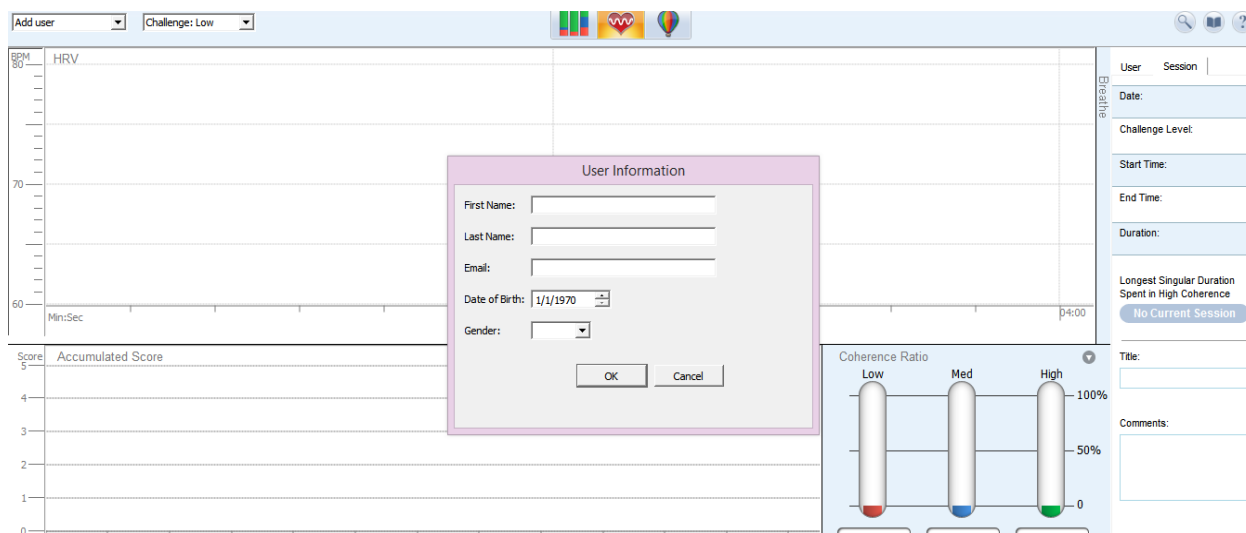 Add user
Challenge: Low
?
BPM
HRV
80
70
60
Min:Sec
04:00
Breathe
User Information
First Name:
Last Name:
Email:
Date of Birth: 1/1/1970
Gender:
OK
Cancel
User
Session
Date:
Challenge Level:
Start Time:
End Time:
Duration:
Longest Singular Duration
Spent in High Coherence
No Current Session
Title:
Comments:
Score
Accumulated Score
5
4
3
2
1
0
Coherence Ratio
Low
Med
High
100%
50%
0